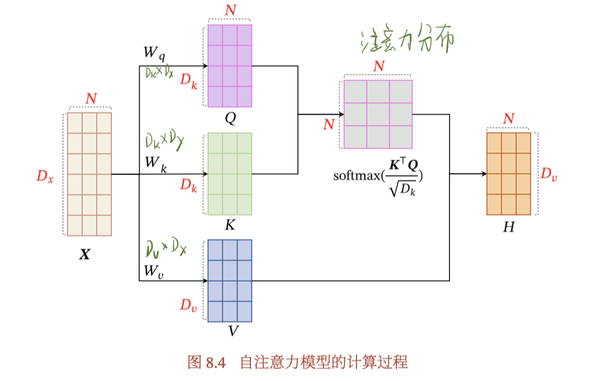 N
W_q
D_k×D_x
D_k
Q
注意力分布
N
N
softmax(K^⊤Q/√D_k)
N
D_x
X
D_k×D_y
W_k
D_k
K
N
D_v
H
D_v×D_x
W_v
D_v
V
图 8.4 自注意力模型的计算过程